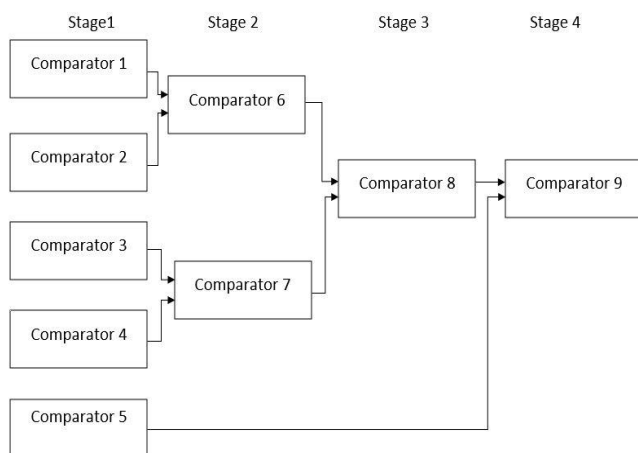 Stage1 Stage 2 Stage 3 Stage 4
Comparator 1
Comparator 6
Comparator 2
Comparator 8 Comparator 9
Comparator 3
Comparator 7
Comparator 4
Comparator 5